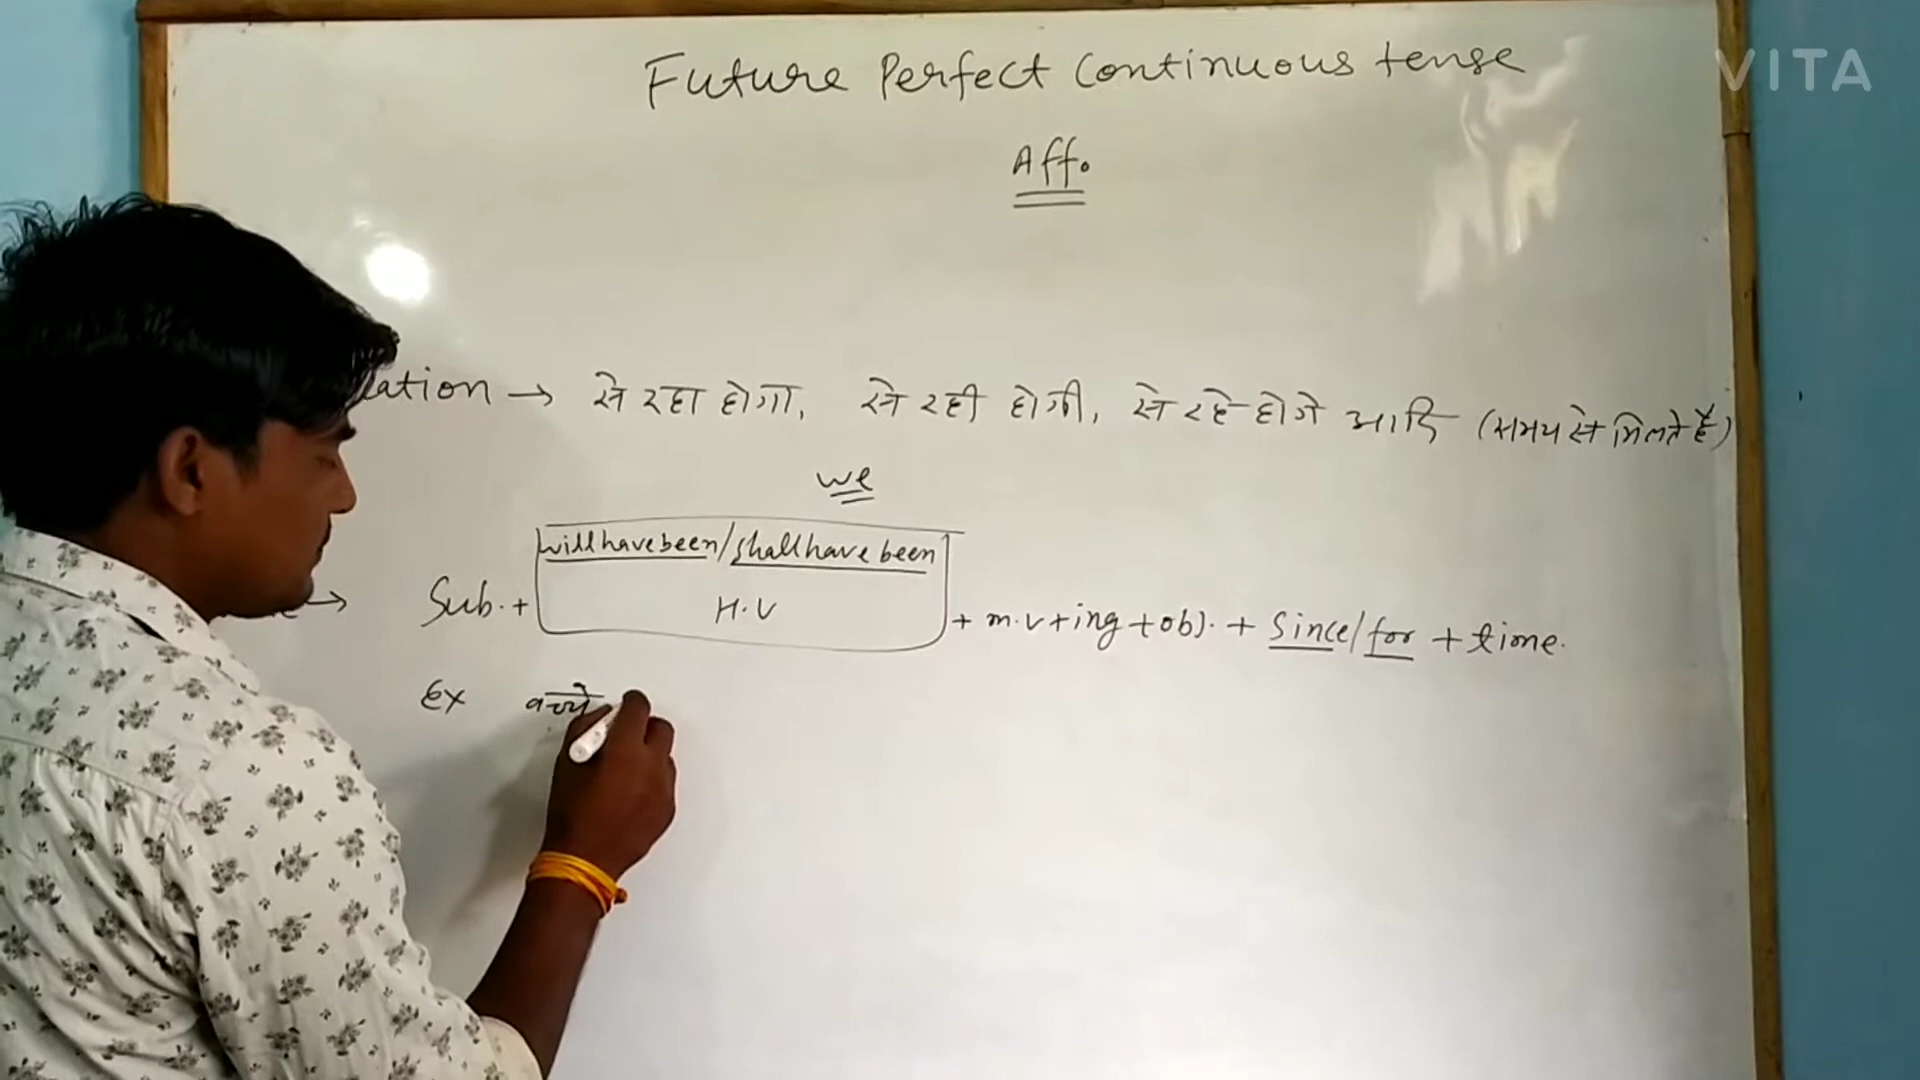 Future Perfect Continuous tense
VITA
Aff.
ation → से रहा होगा, से रही होगी, से रहे होगे आदि (समय से मिलते हैं)
we
will have been/shall have been
Sub. + H.V + m.v+ing+obj. + Since/for + time.
Ex बच्चे